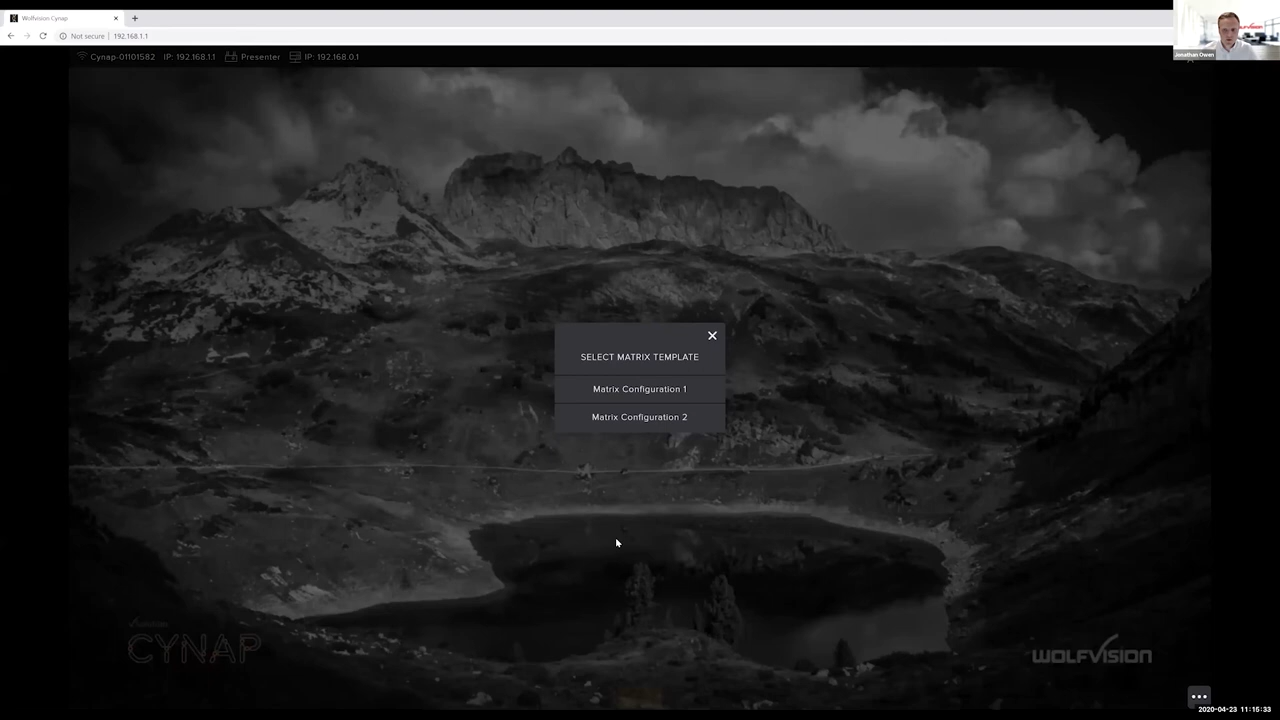 Wolfvision Cynap
Not secure | 192.168.1.1
Cynap-01101582 IP: 192.168.1.1 Presenter IP: 192.168.0.1
Jonathan Owen
SELECT MATRIX TEMPLATE
Matrix Configuration 1
Matrix Configuration 2
CYNAP
WOLFVISION
2020-04-23 11:15:33